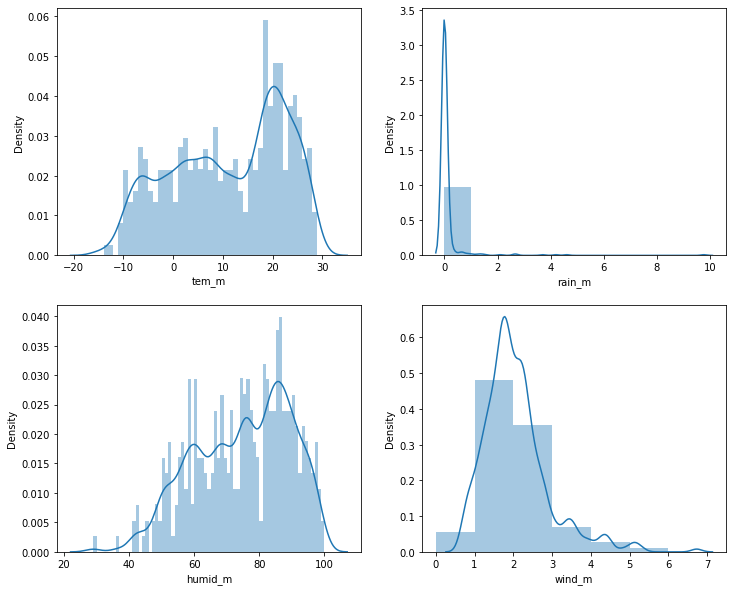 0.06
0.05
0.04
0.03
0.02
0.01
0.00
Density
−20 −10 0 10 20 30
tem_m
3.5
3.0
2.5
2.0
1.5
1.0
0.5
0.0
Density
0 2 4 6 8 10
rain_m
0.040
0.035
0.030
0.025
0.020
0.015
0.010
0.005
0.000
Density
20 40 60 80 100
humid_m
0.6
0.5
0.4
0.3
0.2
0.1
0.0
Density
0 1 2 3 4 5 6 7
wind_m